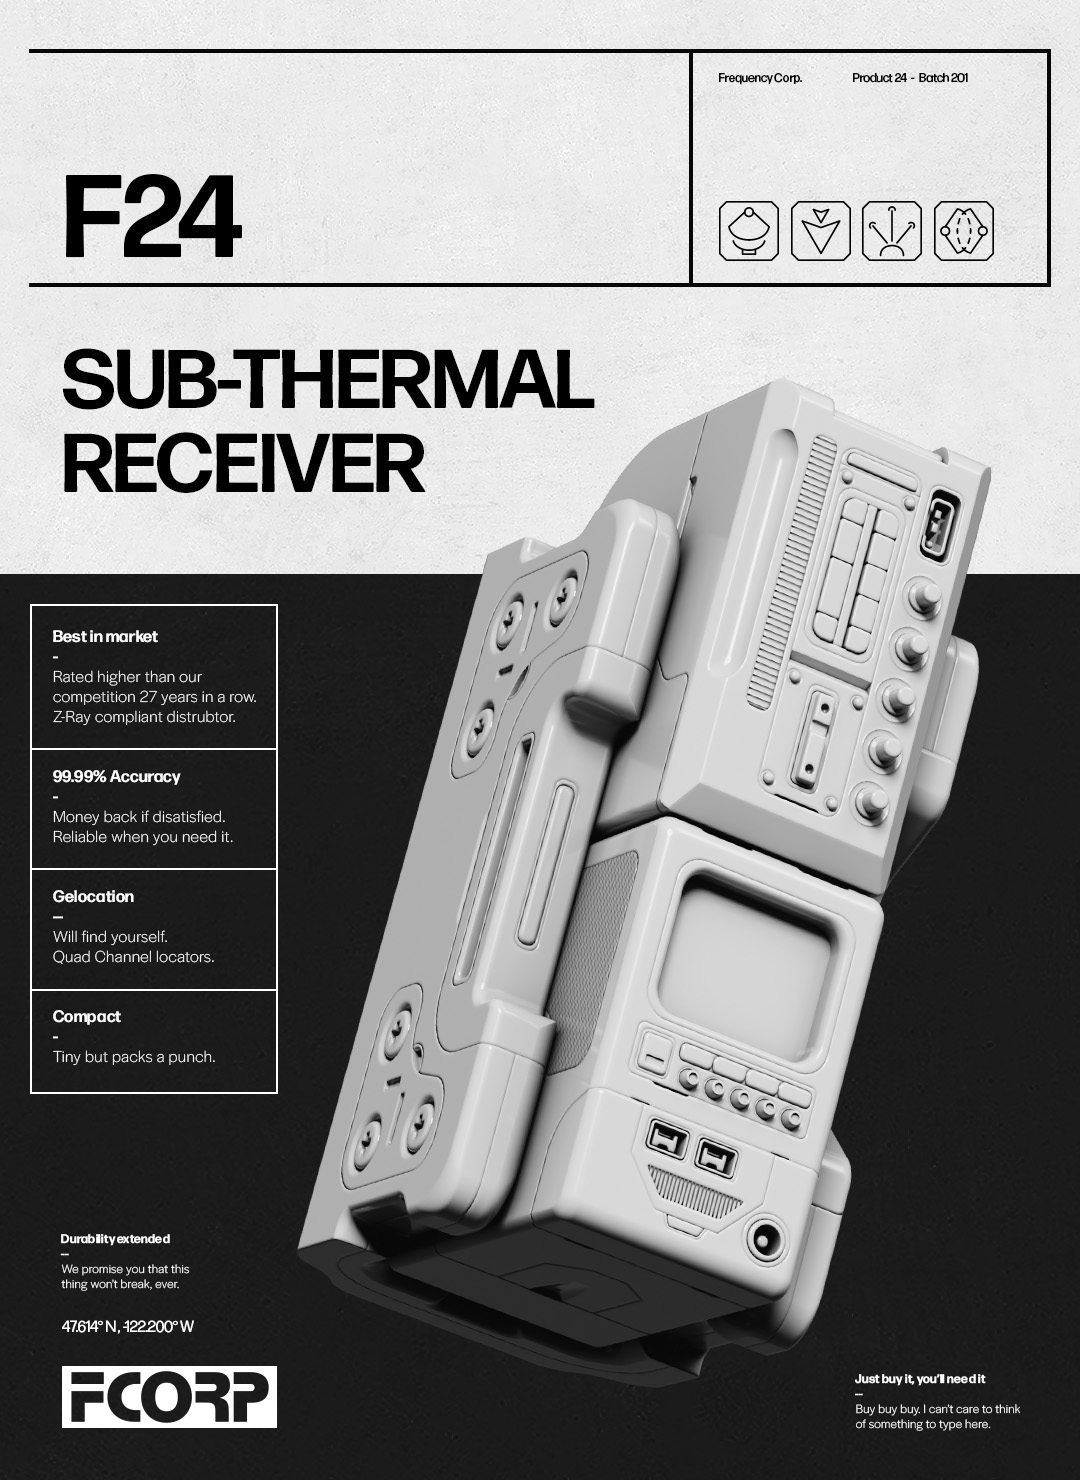 Frequency Corp.
Product 24 - Batch 201
F24
SUB-THERMAL
RECEIVER
Best in market
-
Rated higher than our
competition 27 years in a row.
Z-Ray compliant distrubtor.
99.99% Accuracy
-
Money back if disatisfied.
Reliable when you need it.
Gelocation
—
Will find yourself.
Quad Channel locators.
Compact
-
Tiny but packs a punch.
Durability extended
—
We promise you that this
thing won't break, ever.
47.614° N, -122.200° W
FCORP
Just buy it, you'll need it
—
Buy buy buy. I can't care to think
of something to type here.